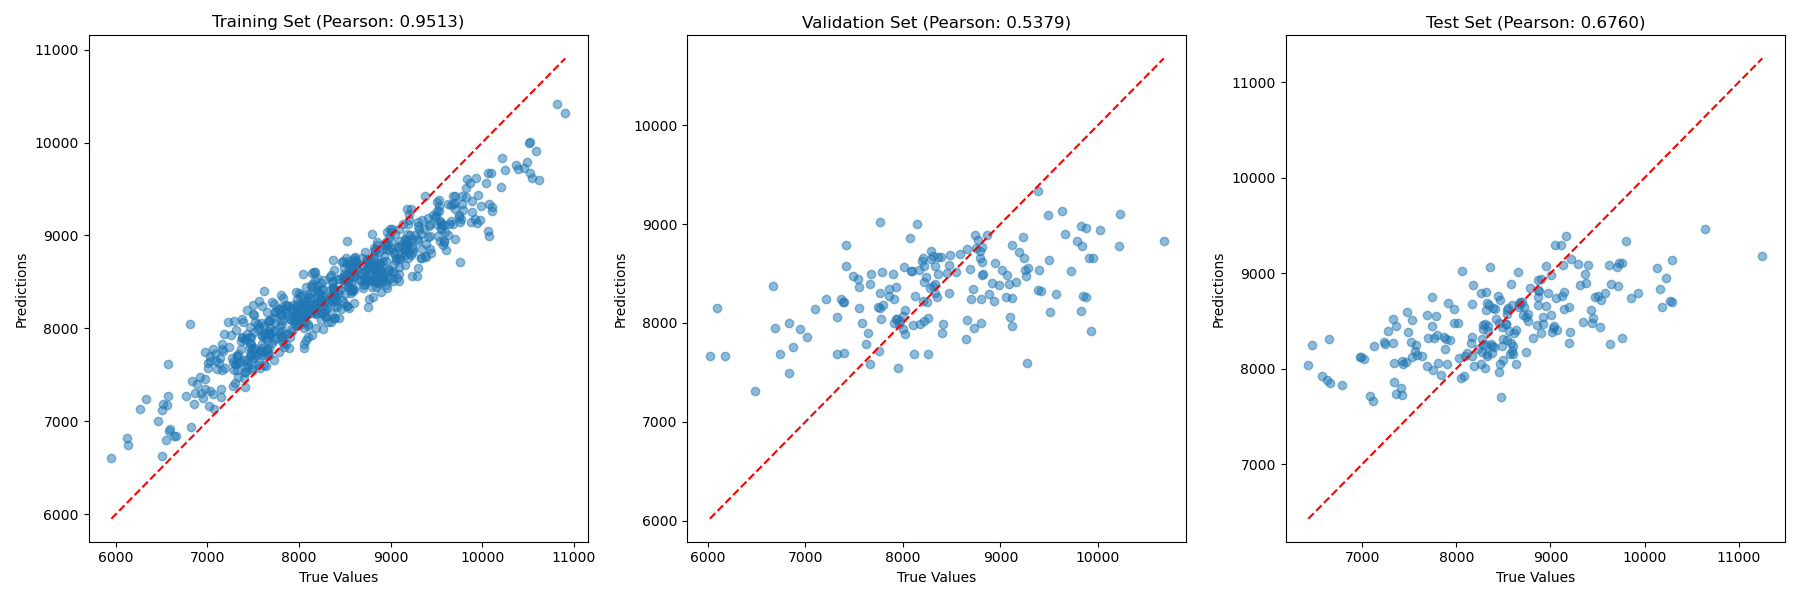 Training Set (Pearson: 0.9513)
11000
10000
9000
8000
7000
6000
Predictions
6000 7000 8000 9000 10000 11000
True Values
Validation Set (Pearson: 0.5379)
10000
9000
8000
7000
6000
Predictions
6000 7000 8000 9000 10000
True Values
Test Set (Pearson: 0.6760)
11000
10000
9000
8000
7000
Predictions
7000 8000 9000 10000 11000
True Values